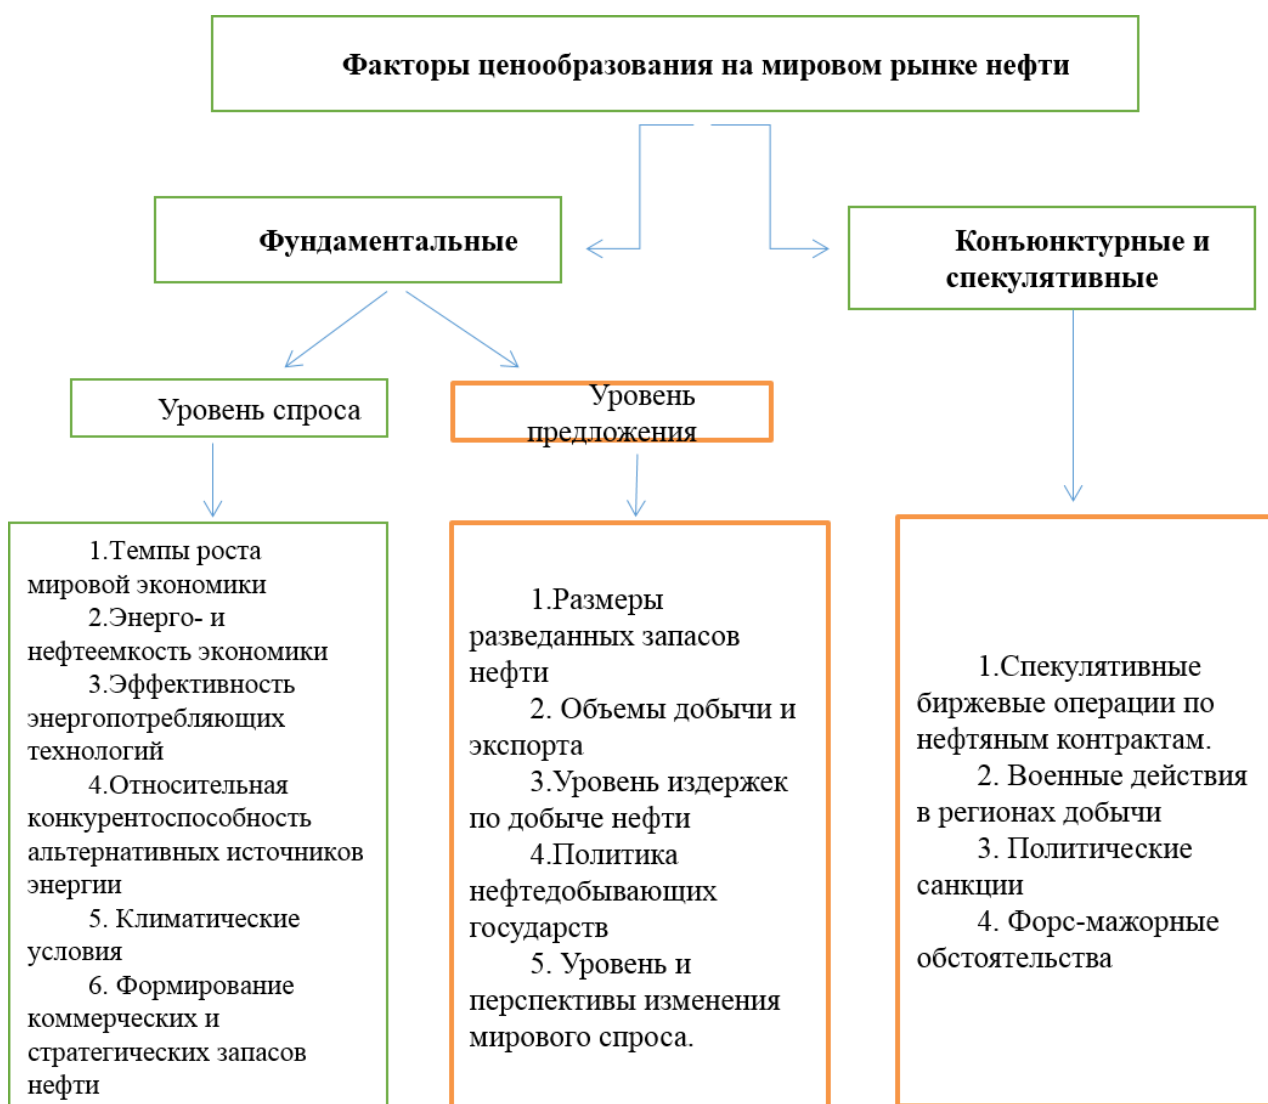 Факторы ценообразования на мировом рынке нефти
Фундаментальные
Конъюнктурные и
спекулятивные
Уровень спроса
Уровень
предложения
1.Темпы роста
мировой экономики
2.Энерго- и
нефтеемкость экономики
3.Эффективность
энергопотребляющих
технологий
4.Относительная
конкурентоспособность
альтернативных источников
энергии
5. Климатические
условия
6. Формирование
коммерческих и
стратегических запасов
нефти
1.Размеры
разведанных запасов
нефти
2. Объемы добычи и
экспорта
3.Уровень издержек
по добыче нефти
4.Политика
нефтедобывающих
государств
5. Уровень и
перспективы изменения
мирового спроса.
1.Спекулятивные
биржевые операции по
нефтяным контрактам.
2. Военные действия
в регионах добычи
3. Политические
санкции
4. Форс-мажорные
обстоятельства